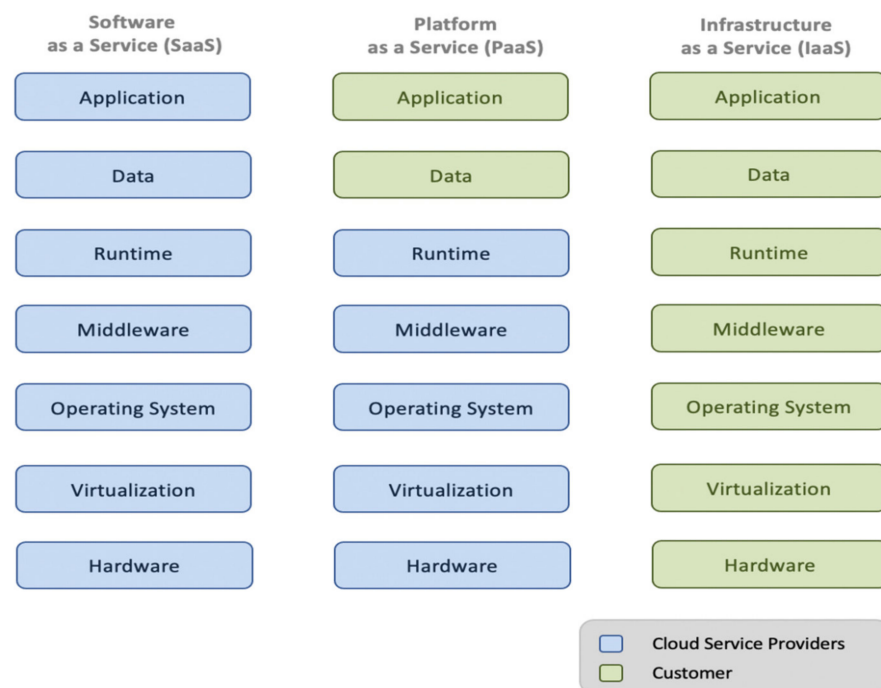 Software
as a Service (SaaS)
Platform
as a Service (PaaS)
Infrastructure
as a Service (IaaS)
Application
Application
Application
Data
Data
Data
Runtime
Runtime
Runtime
Middleware
Middleware
Middleware
Operating System
Operating System
Operating System
Virtualization
Virtualization
Virtualization
Hardware
Hardware
Hardware
Cloud Service Providers
Customer